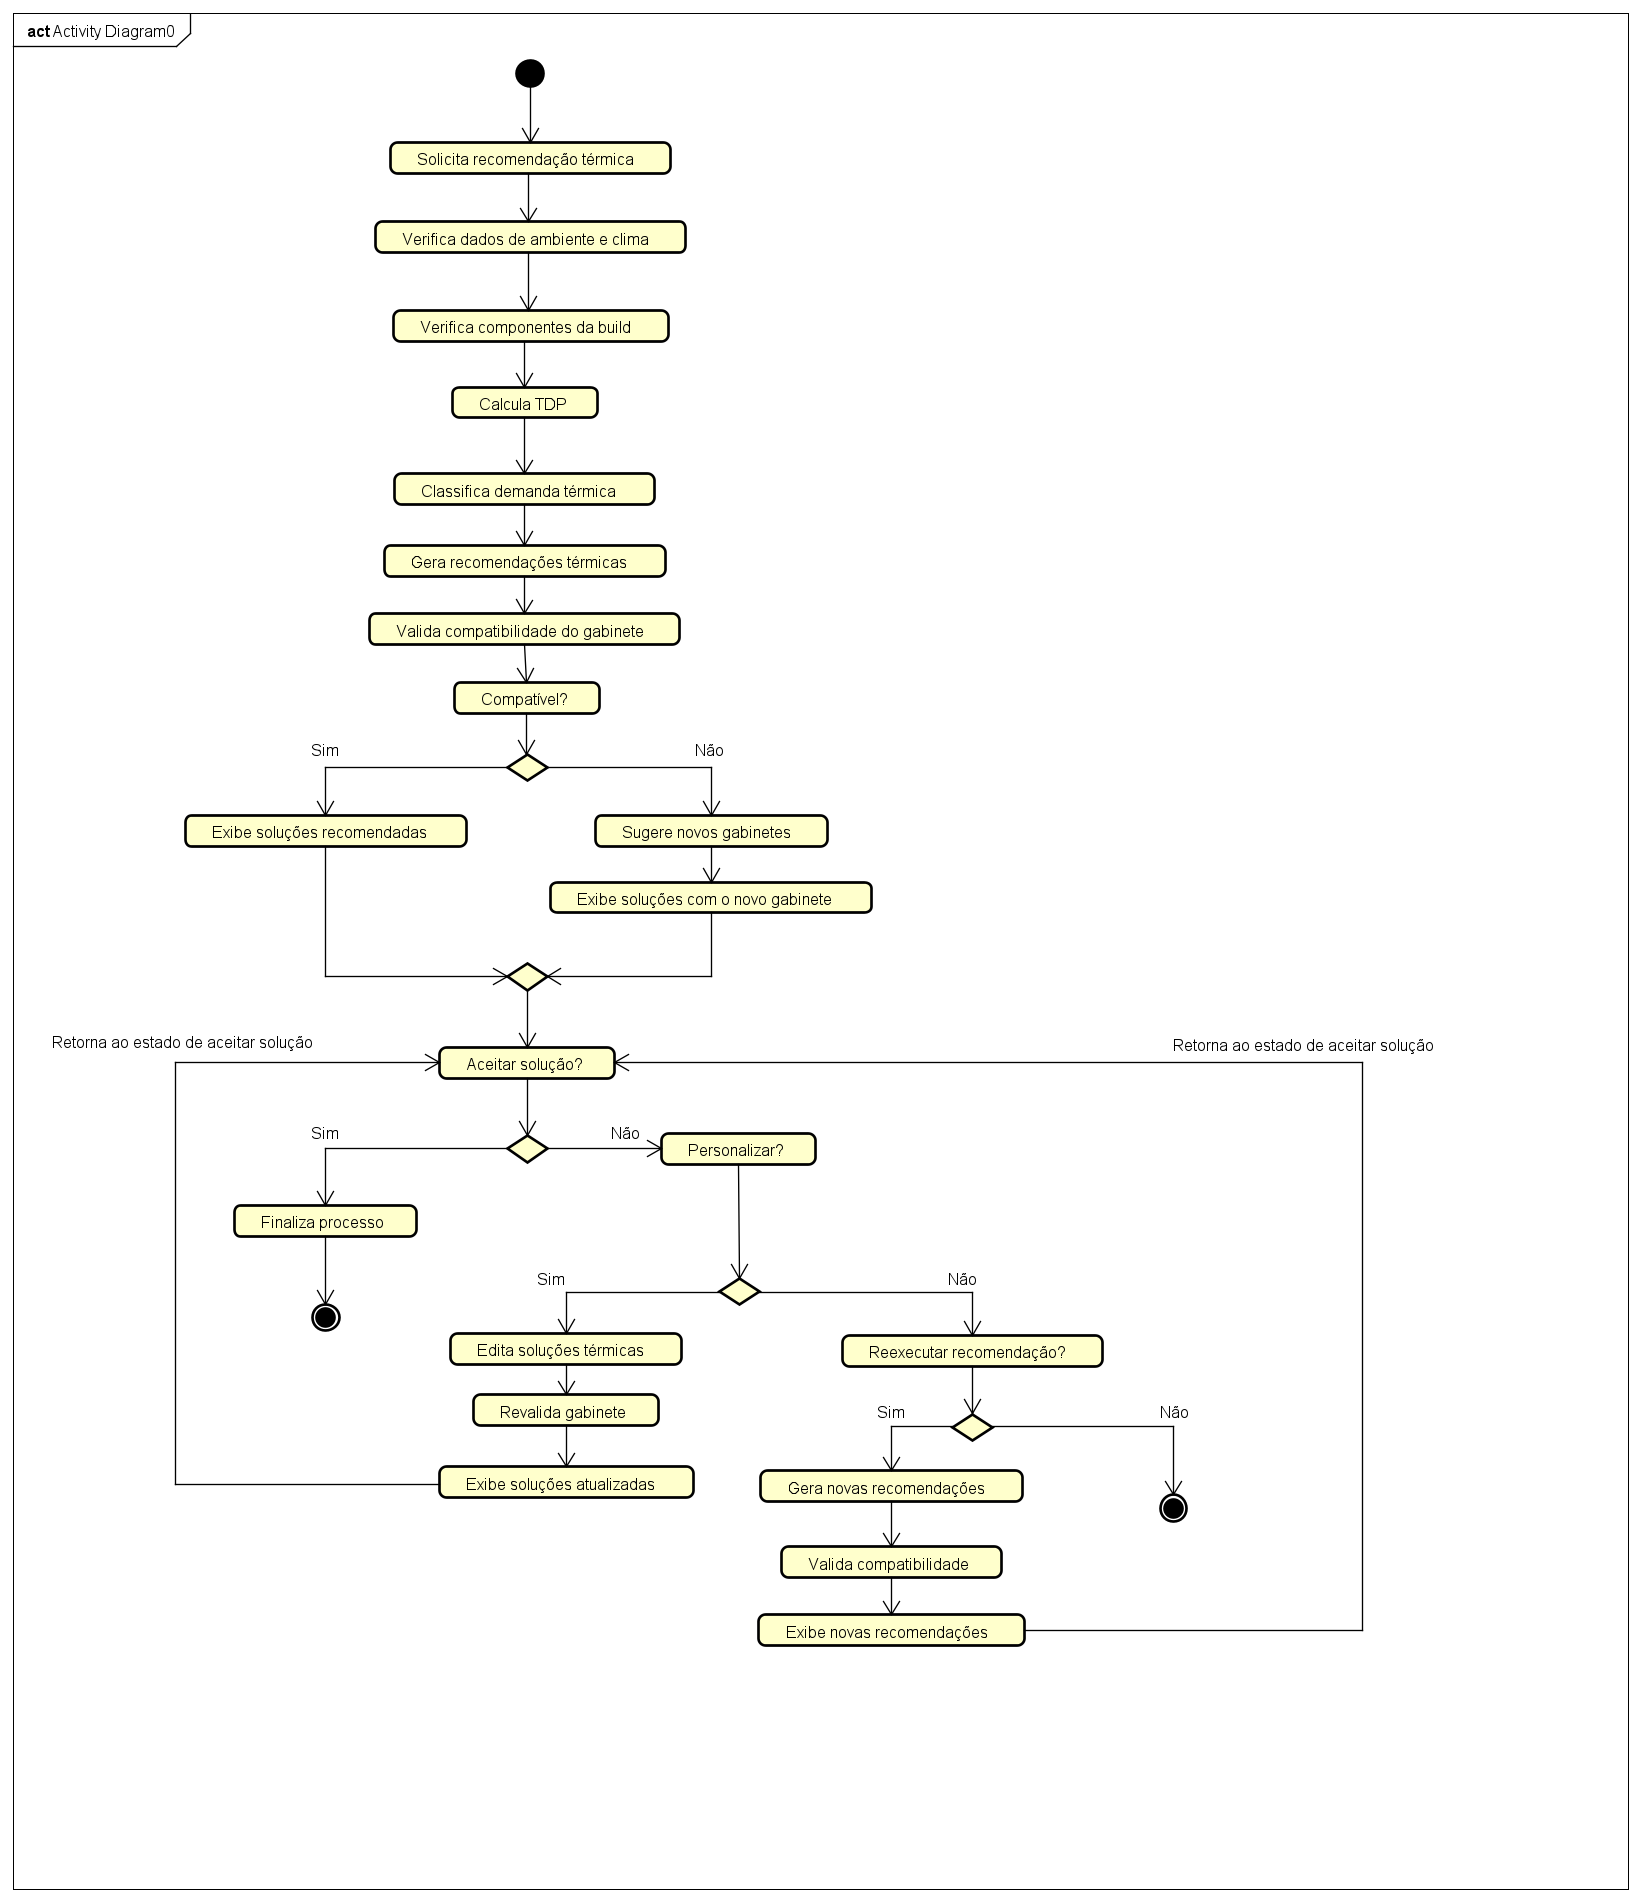 act Activity Diagram0
Solicita recomendação térmica
Verifica dados de ambiente e clima
Verifica componentes da build
Calcula TDP
Classifica demanda térmica
Gera recomendações térmicas
Valida compatibilidade do gabinete
Compatível?
Sim
Não
Exibe soluções recomendadas
Sugere novos gabinetes
Exibe soluções com o novo gabinete
Retorna ao estado de aceitar solução
Retorna ao estado de aceitar solução
Aceitar solução?
Sim
Não
Personalizar?
Finaliza processo
Sim
Não
Edita soluções térmicas
Reexecutar recomendação?
Revalida gabinete
Sim
Não
Exibe soluções atualizadas
Gera novas recomendações
Valida compatibilidade
Exibe novas recomendações